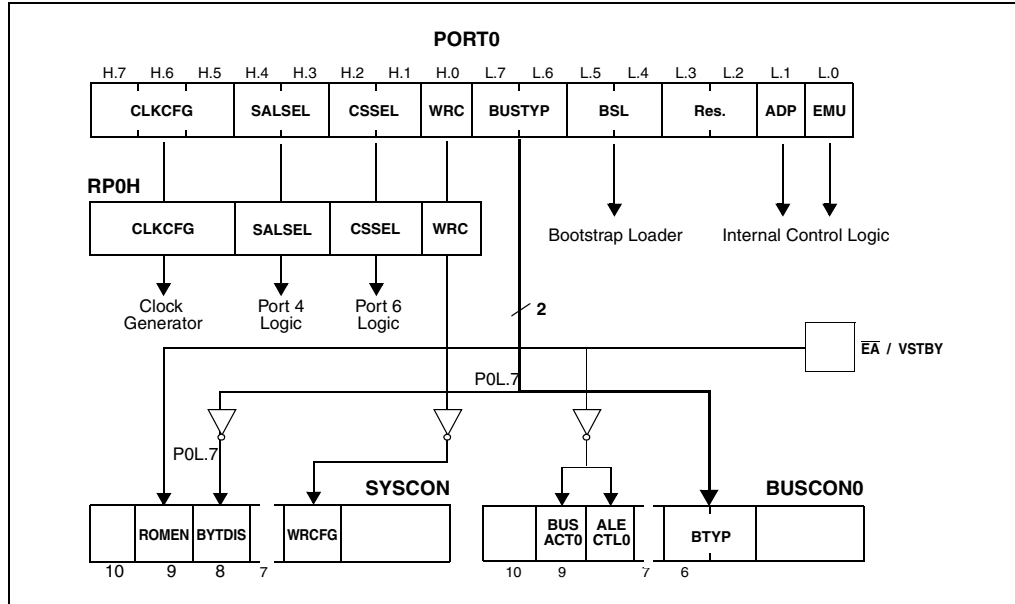 PORT0
H.7 H.6 H.5 H.4 H.3 H.2 H.1 H.0 L.7 L.6 L.5 L.4 L.3 L.2 L.1 L.0
CLKCFG SALSEL CSSEL WRC BUSTYP BSL Res. ADP EMU
RP0H
CLKCFG SALSEL CSSEL WRC
Bootstrap Loader Internal Control Logic
Clock Generator
Port 4 Logic
Port 6 Logic
2
EA / VSTBY
P0L.7
P0L.7
SYSCON BUSCON0
ROMEN BYTDIS WRCFG
BUS ACT0
ALE CTL0
BTYP
10 9 8 7 10 9 7 6